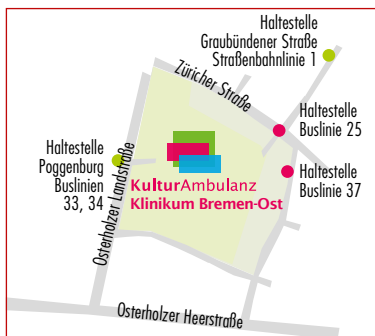 Haltestelle
Graubündener Straße
Straßenbahnlinie 1
Züricher Straße
Haltestelle
Buslinie 25
Haltestelle
Poggenburg
Buslinien
33, 34
Osterholzer Landstraße
Haltestelle
Buslinie 37
KulturAmbulanz
Klinikum Bremen-Ost
Osterholzer Heerstraße